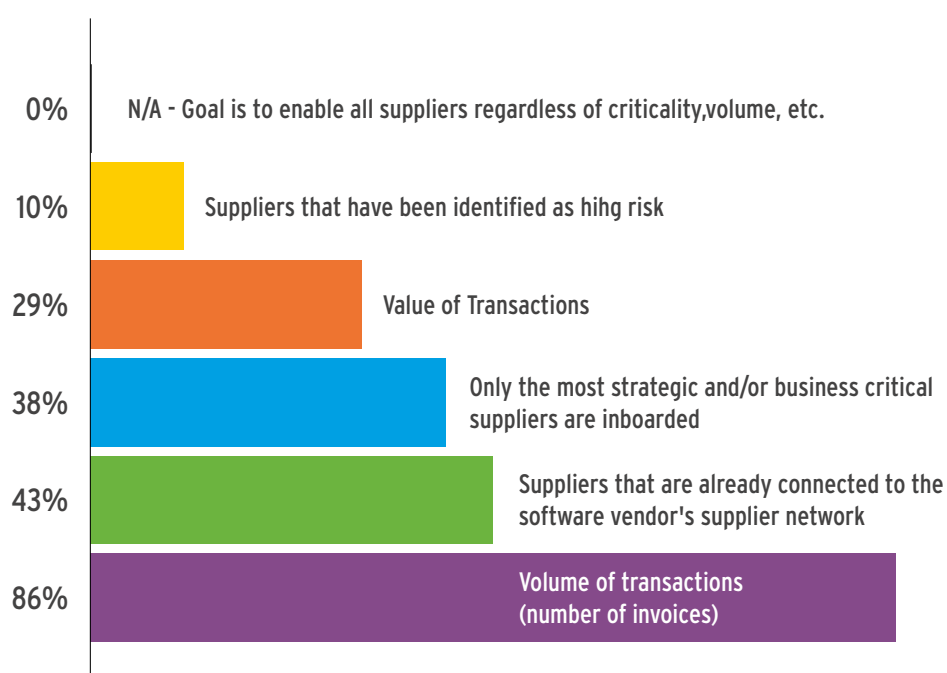 0%
N/A - Goal is to enable all suppliers regardless of criticality,volume, etc.
10%
Suppliers that have been identified as hihg risk
29%
Value of Transactions
38%
Only the most strategic and/or business critical
suppliers are inboarded
43%
Suppliers that are already connected to the
software vendor's supplier network
86%
Volume of transactions
(number of invoices)